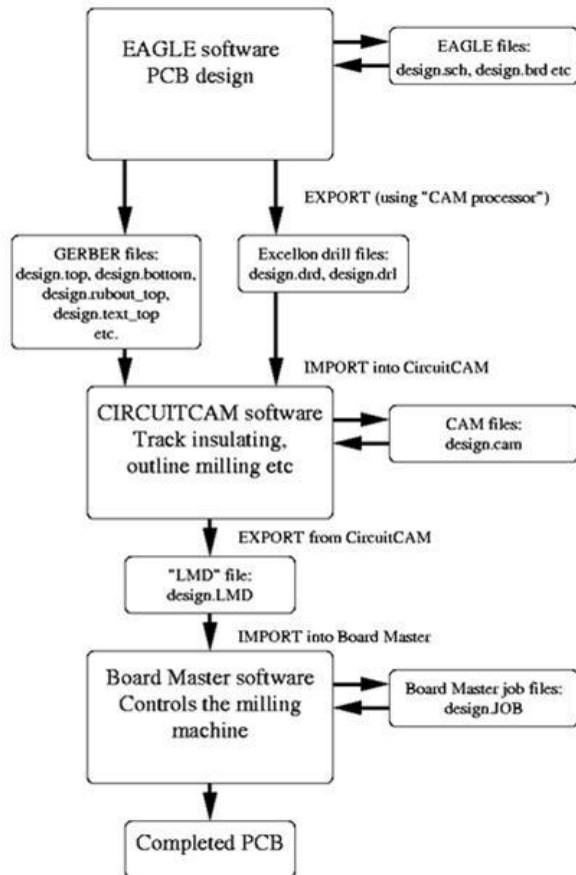 EAGLE software
PCB design
EAGLE files:
design.sch, design.brd etc
EXPORT (using "CAM processor")
GERBER files:
design.top, design.bottom,
design.rubout_top,
design.text_top
etc.
Excellon drill files:
design.drd, design.drl
IMPORT into CircuitCAM
CIRCUITCAM software
Track insulating,
outline milling etc
CAM files:
design.cam
EXPORT from CircuitCAM
"LMD" file:
design.LMD
IMPORT into Board Master
Board Master software
Controls the milling
machine
Board Master job files:
design.JOB
Completed PCB